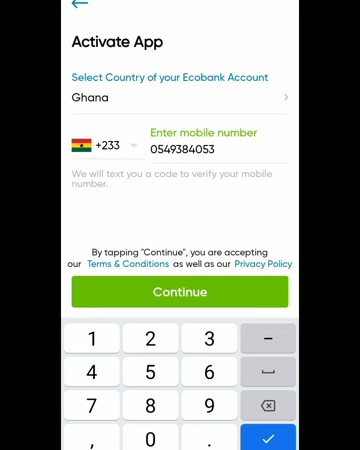 Activate App
Select Country of your Ecobank Account
Ghana
Enter mobile number
+233
0549384053
We will text you a code to verify your mobile
number.
By tapping "Continue", you are accepting
our Terms & Conditions as well as our Privacy Policy
Continue
1 2 3 –
4 5 6
7 8 9
, 0 .